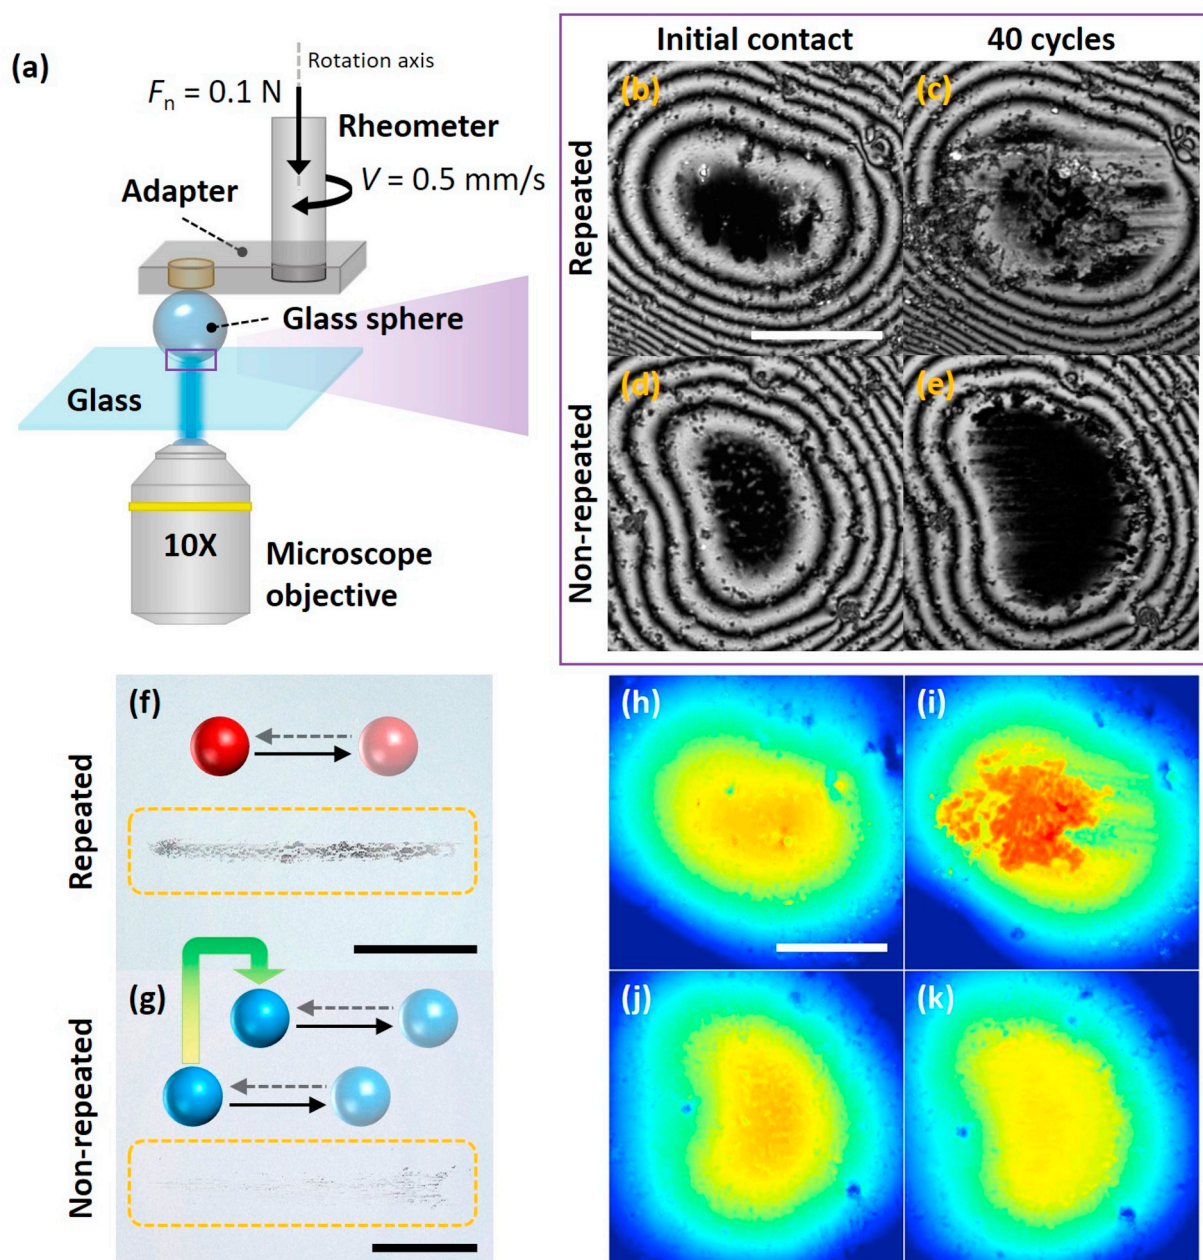 (a)
Rotation axis
Fn = 0.1 N
Rheometer
V = 0.5 mm/s
Adapter
Glass sphere
Glass
10X
Microscope
objective
Initial contact
40 cycles
Repeated
(b)
(c)
Non-repeated
(d)
(e)
Repeated
(f)
(h)
(i)
Non-repeated
(g)
(j)
(k)